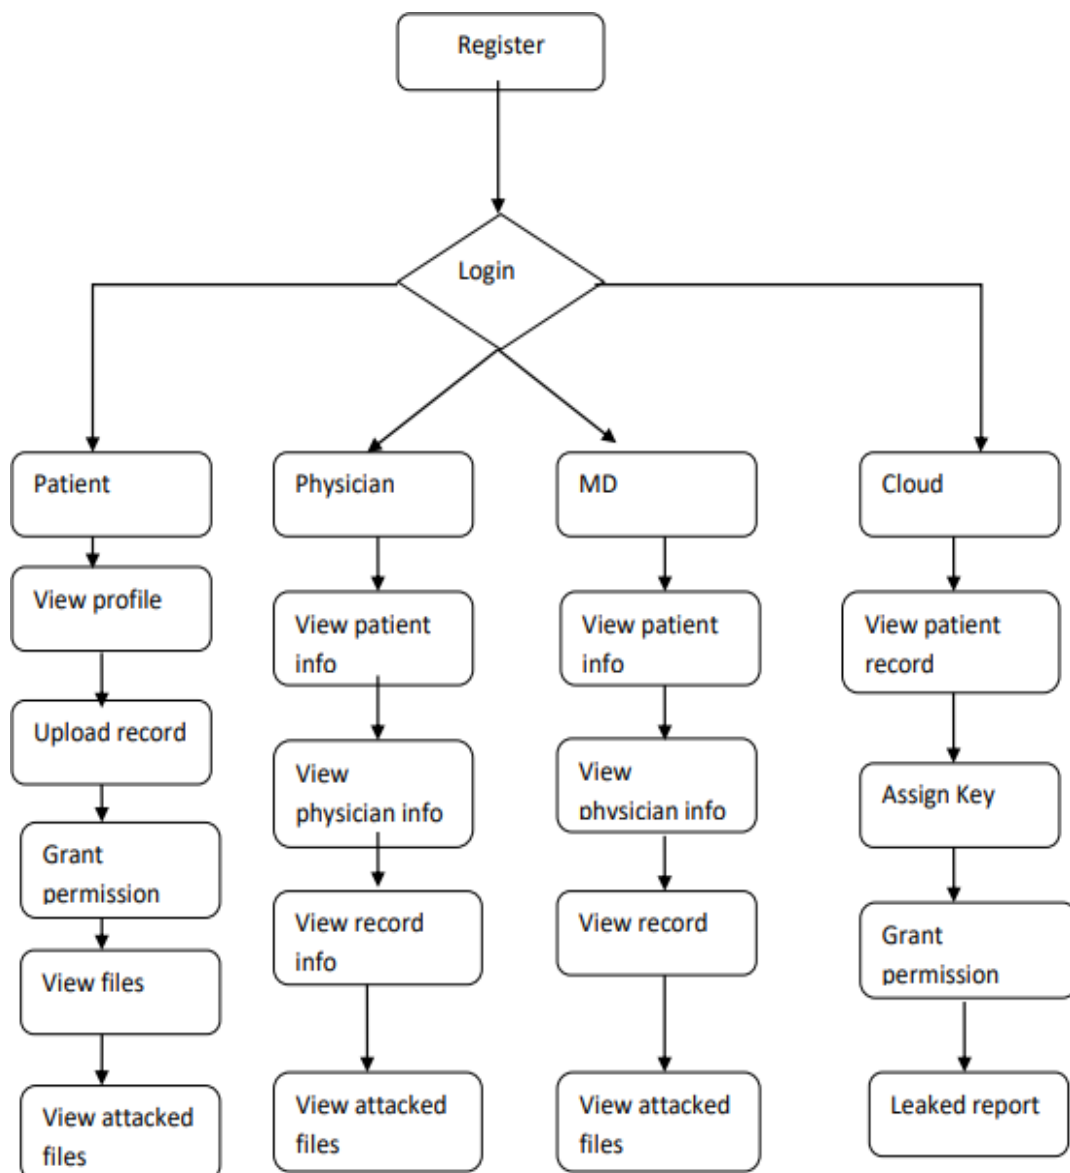 Register
Login
Patient
Physician
MD
Cloud
View profile
View patient
info
View patient
info
View patient
record
Upload record
View
physician info
View
physician info
Assign Key
Grant
permission
View record
info
View record
Grant
permission
View files
View attacked
files
View attacked
files
View attacked
files
Leaked report